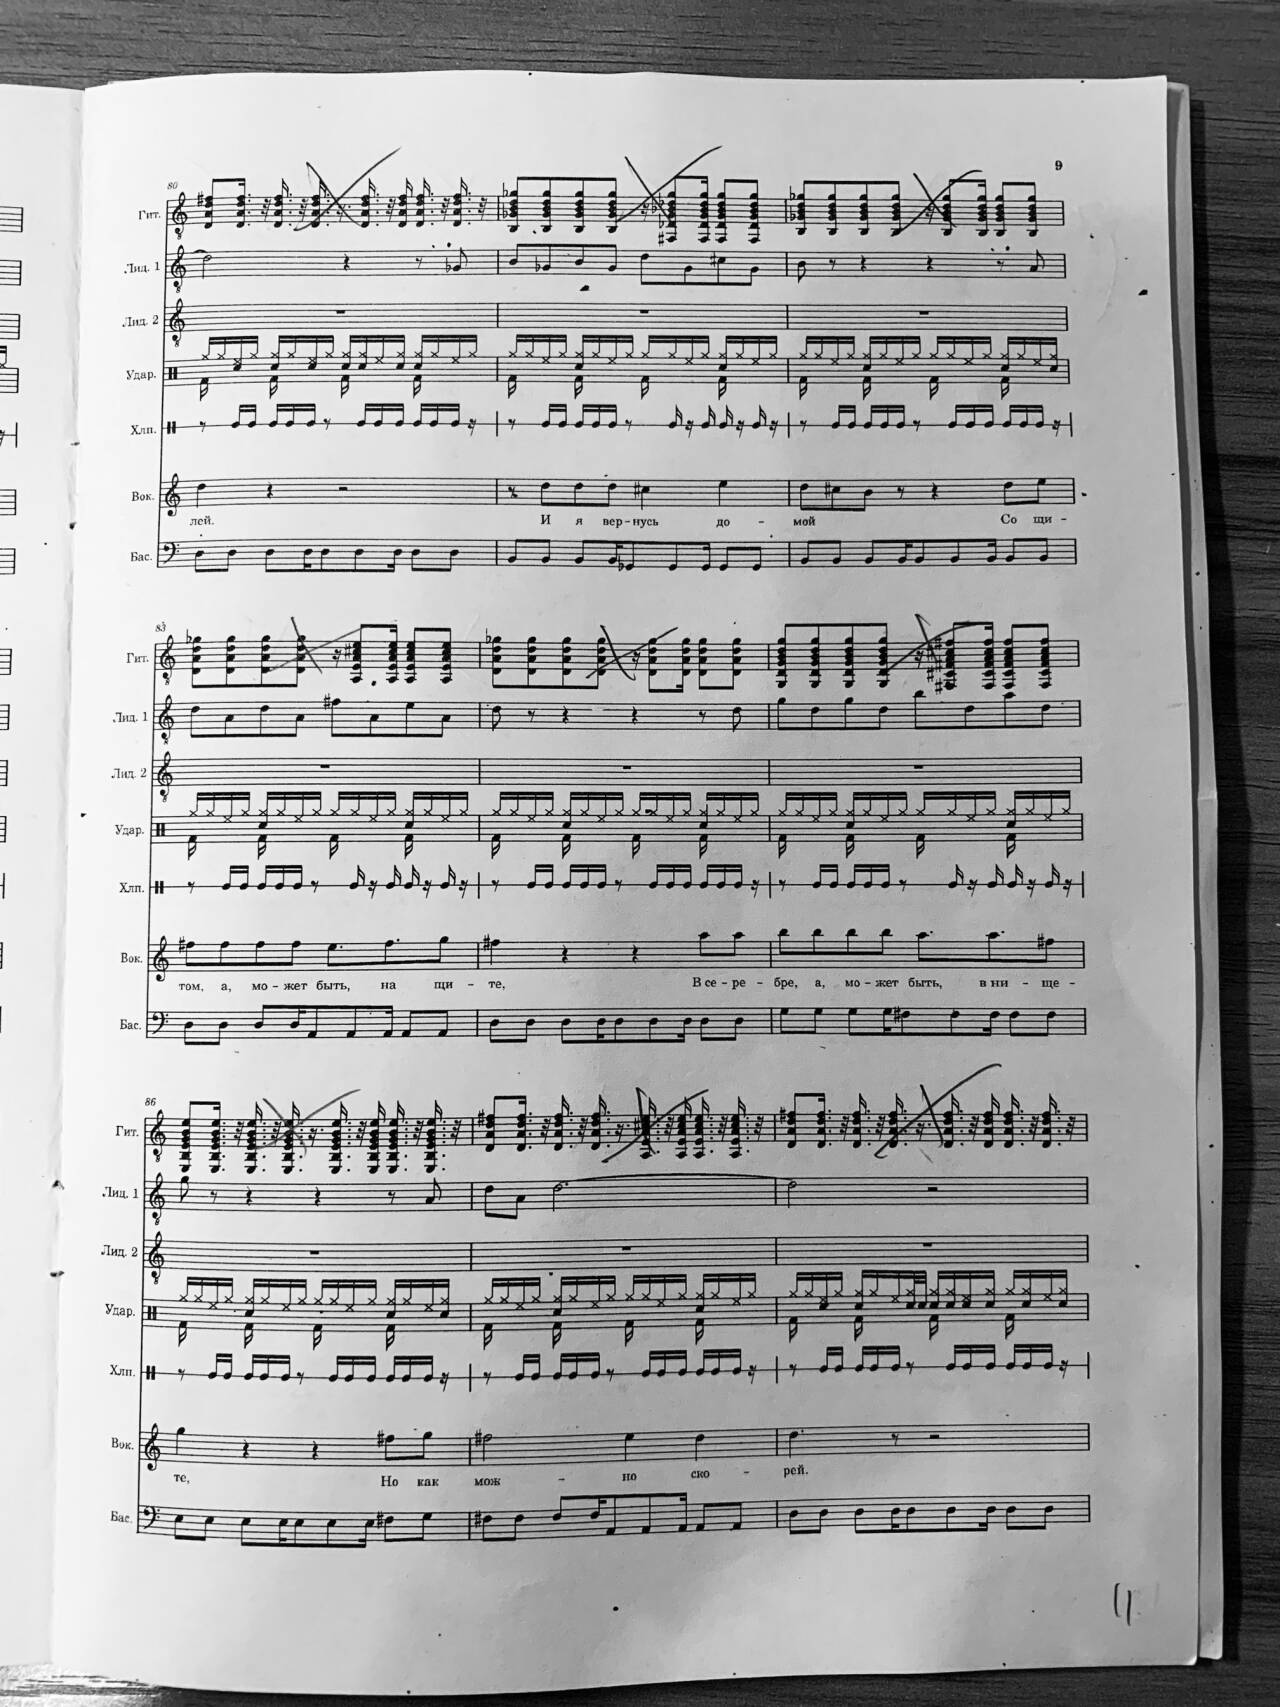 9
80
Гит.
Лид. 1
Лид. 2
Удар.
Хлп.
Вок.
лей. И я вер-нусь до - мой Со щи -
Бас.
83
Гит.
Лид. 1
Лид. 2
Удар.
Хлп.
Вок.
том, а, мо - жет быть, на щи - те, В се - ре - бре, а, мо - жет быть, в ни - ще -
Бас.
86
Гит.
Лид. 1
Лид. 2
Удар.
Хлп.
Вок.
те, Но как мож - но ско - рей.
Бас.
11